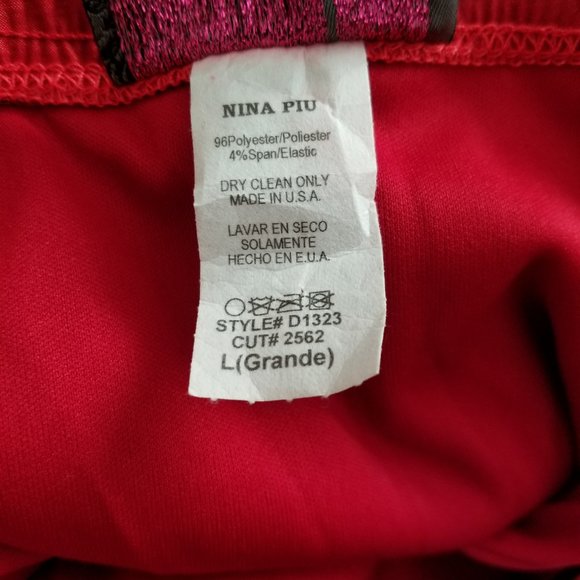 NINA PIU
96Polyester/Poliester
4%Span/Elastic
DRY CLEAN ONLY
MADE IN U.S.A.
LAVAR EN SECO
SOLAMENTE
HECHO EN E.U.A.
STYLE# D1323
CUT# 2562
L(Grande)